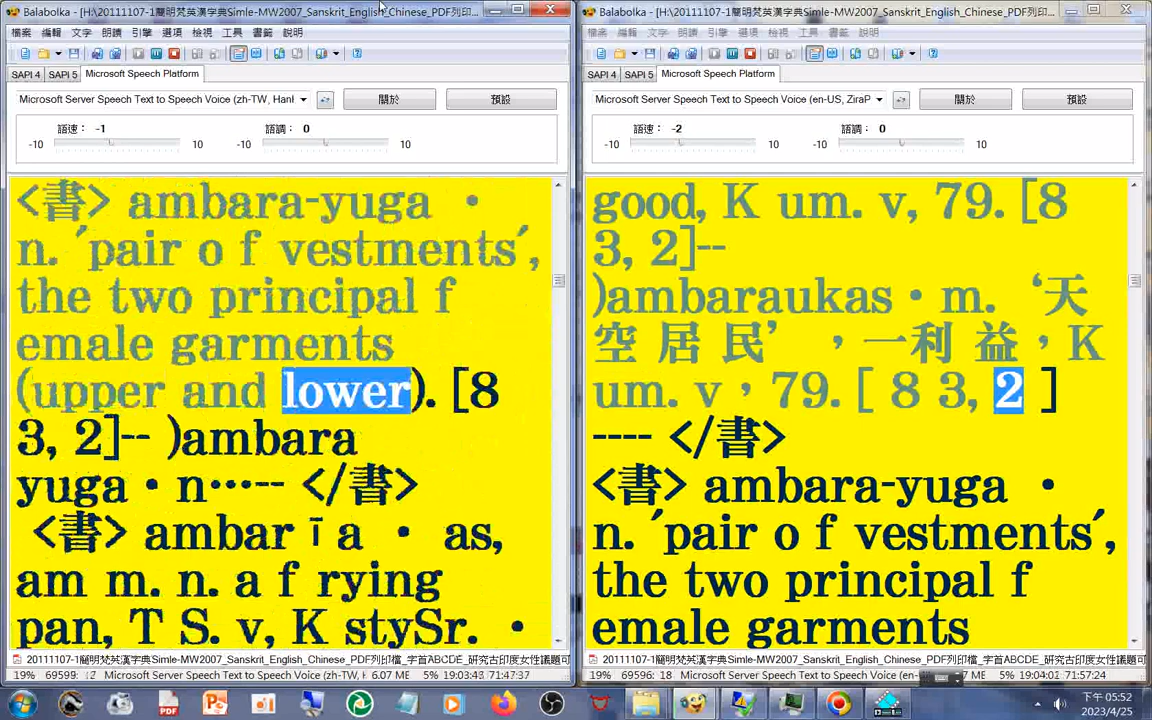 Balabolka - [H:\20111107-1簡明梵英漢字典Simle-MW2007_Sanskrit_English_Chinese_PDF列印...
檔案 編輯 文字 朗讀 引擎 選項 檢視 工具 書籤 說明
SAPI 4 SAPI 5 Microsoft Speech Platform
Microsoft Server Speech Text to Speech Voice (zh-TW, Hanl
關於 預設
語速： -1 語調： 0
-10 10 -10 10
<書> ambara-yuga •
n. ′pair o f vestments′,
the two principal f
emale garments
(upper and lower). [8
3, 2]-- )ambara
yuga • n…-- </書>
<書> ambar ī a • as,
am m. n. a f rying
pan, T S. v, K stySr. •
20111107-1簡明梵英漢字典Simle-MW2007_Sanskrit_English_Chinese_PDF列印檔_字首ABCDE_研究古印度女性議題可
19% 69599: Microsoft Server Speech Text to Speech Voice (zh-TW, 6.07 MB 5% 19:03:43 71:47:37
Balabolka - [H:\20111107-1簡明梵英漢字典Simle-MW2007_Sanskrit_English_Chinese_PDF列印...
檔案 編輯 文字 朗讀 引擎 選項 檢視 工具 書籤 說明
SAPI 4 SAPI 5 Microsoft Speech Platform
Microsoft Server Speech Text to Speech Voice (en-US, ZiraP
關於 預設
語速： -2 語調： 0
-10 10 -10 10
good, K um. v, 79. [8
3, 2]--
)ambaraukas • m. ‘天
空 居 民’ ，一利 益，K
um. v，79. [ 8 3, 2 ]
---- </書>
<書> ambara-yuga •
n. ′pair o f vestments′,
the two principal f
emale garments
20111107-1簡明梵英漢字典Simle-MW2007_Sanskrit_English_Chinese_PDF列印檔_字首ABCDE_研究古印度女性議題可
19% 69596: 18 Microsoft Server Speech Text to Speech Voice (en-US, 5% 19:04:02 71:57:24
下午 05:52
2023/4/25